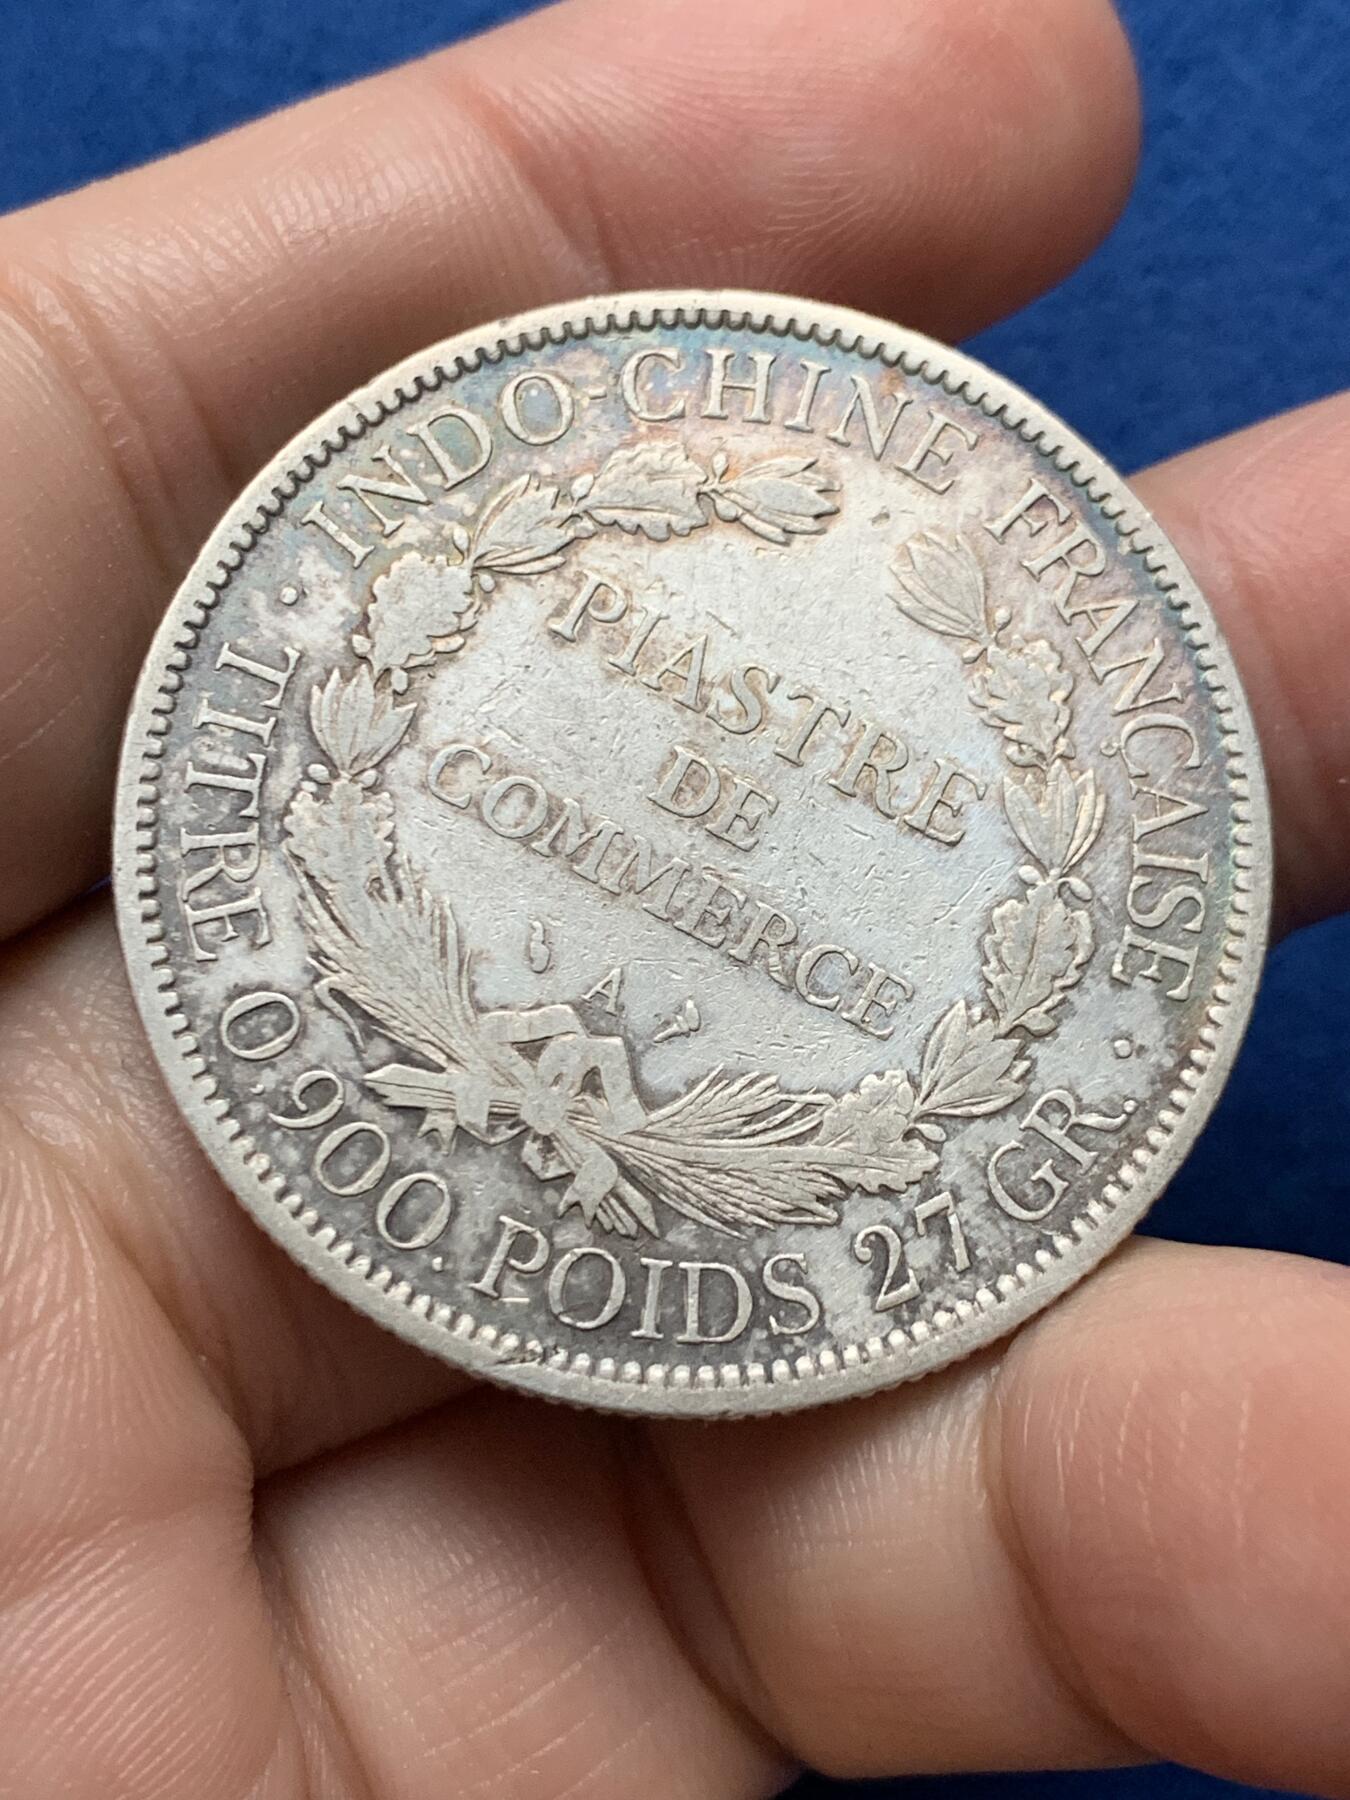 · INDO-CHINE FRANÇAISE ·
PIASTRE
DE
COMMERCE
A
TITRE 0,900. POIDS 27 GR.